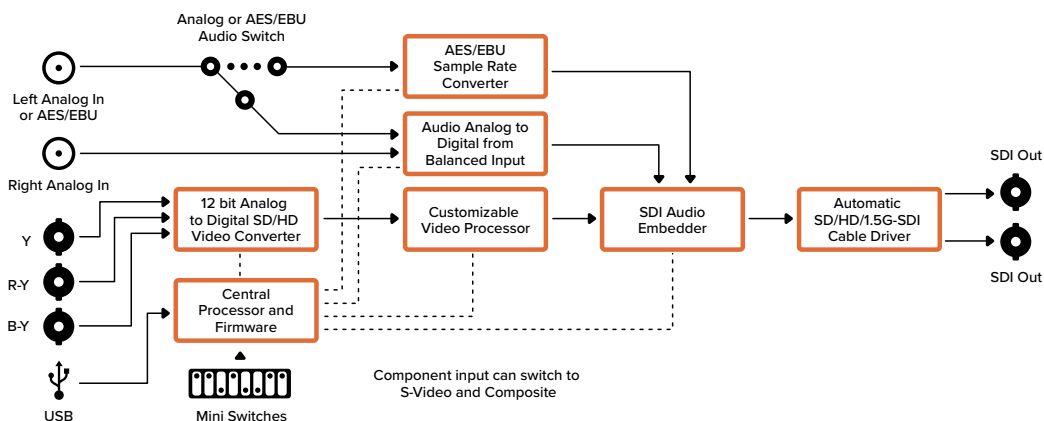 Analog or AES/EBU
Audio Switch
Left Analog In
or AES/EBU
Right Analog In
Y
R-Y
B-Y
USB
AES/EBU
Sample Rate
Converter
Audio Analog to
Digital from
Balanced Input
12 bit Analog
to Digital SD/HD
Video Converter
Customizable
Video Processor
SDI Audio
Embedder
Automatic
SD/HD/1.5G-SDI
Cable Driver
SDI Out
SDI Out
Central
Processor and
Firmware
Mini Switches
Component input can switch to
S-Video and Composite